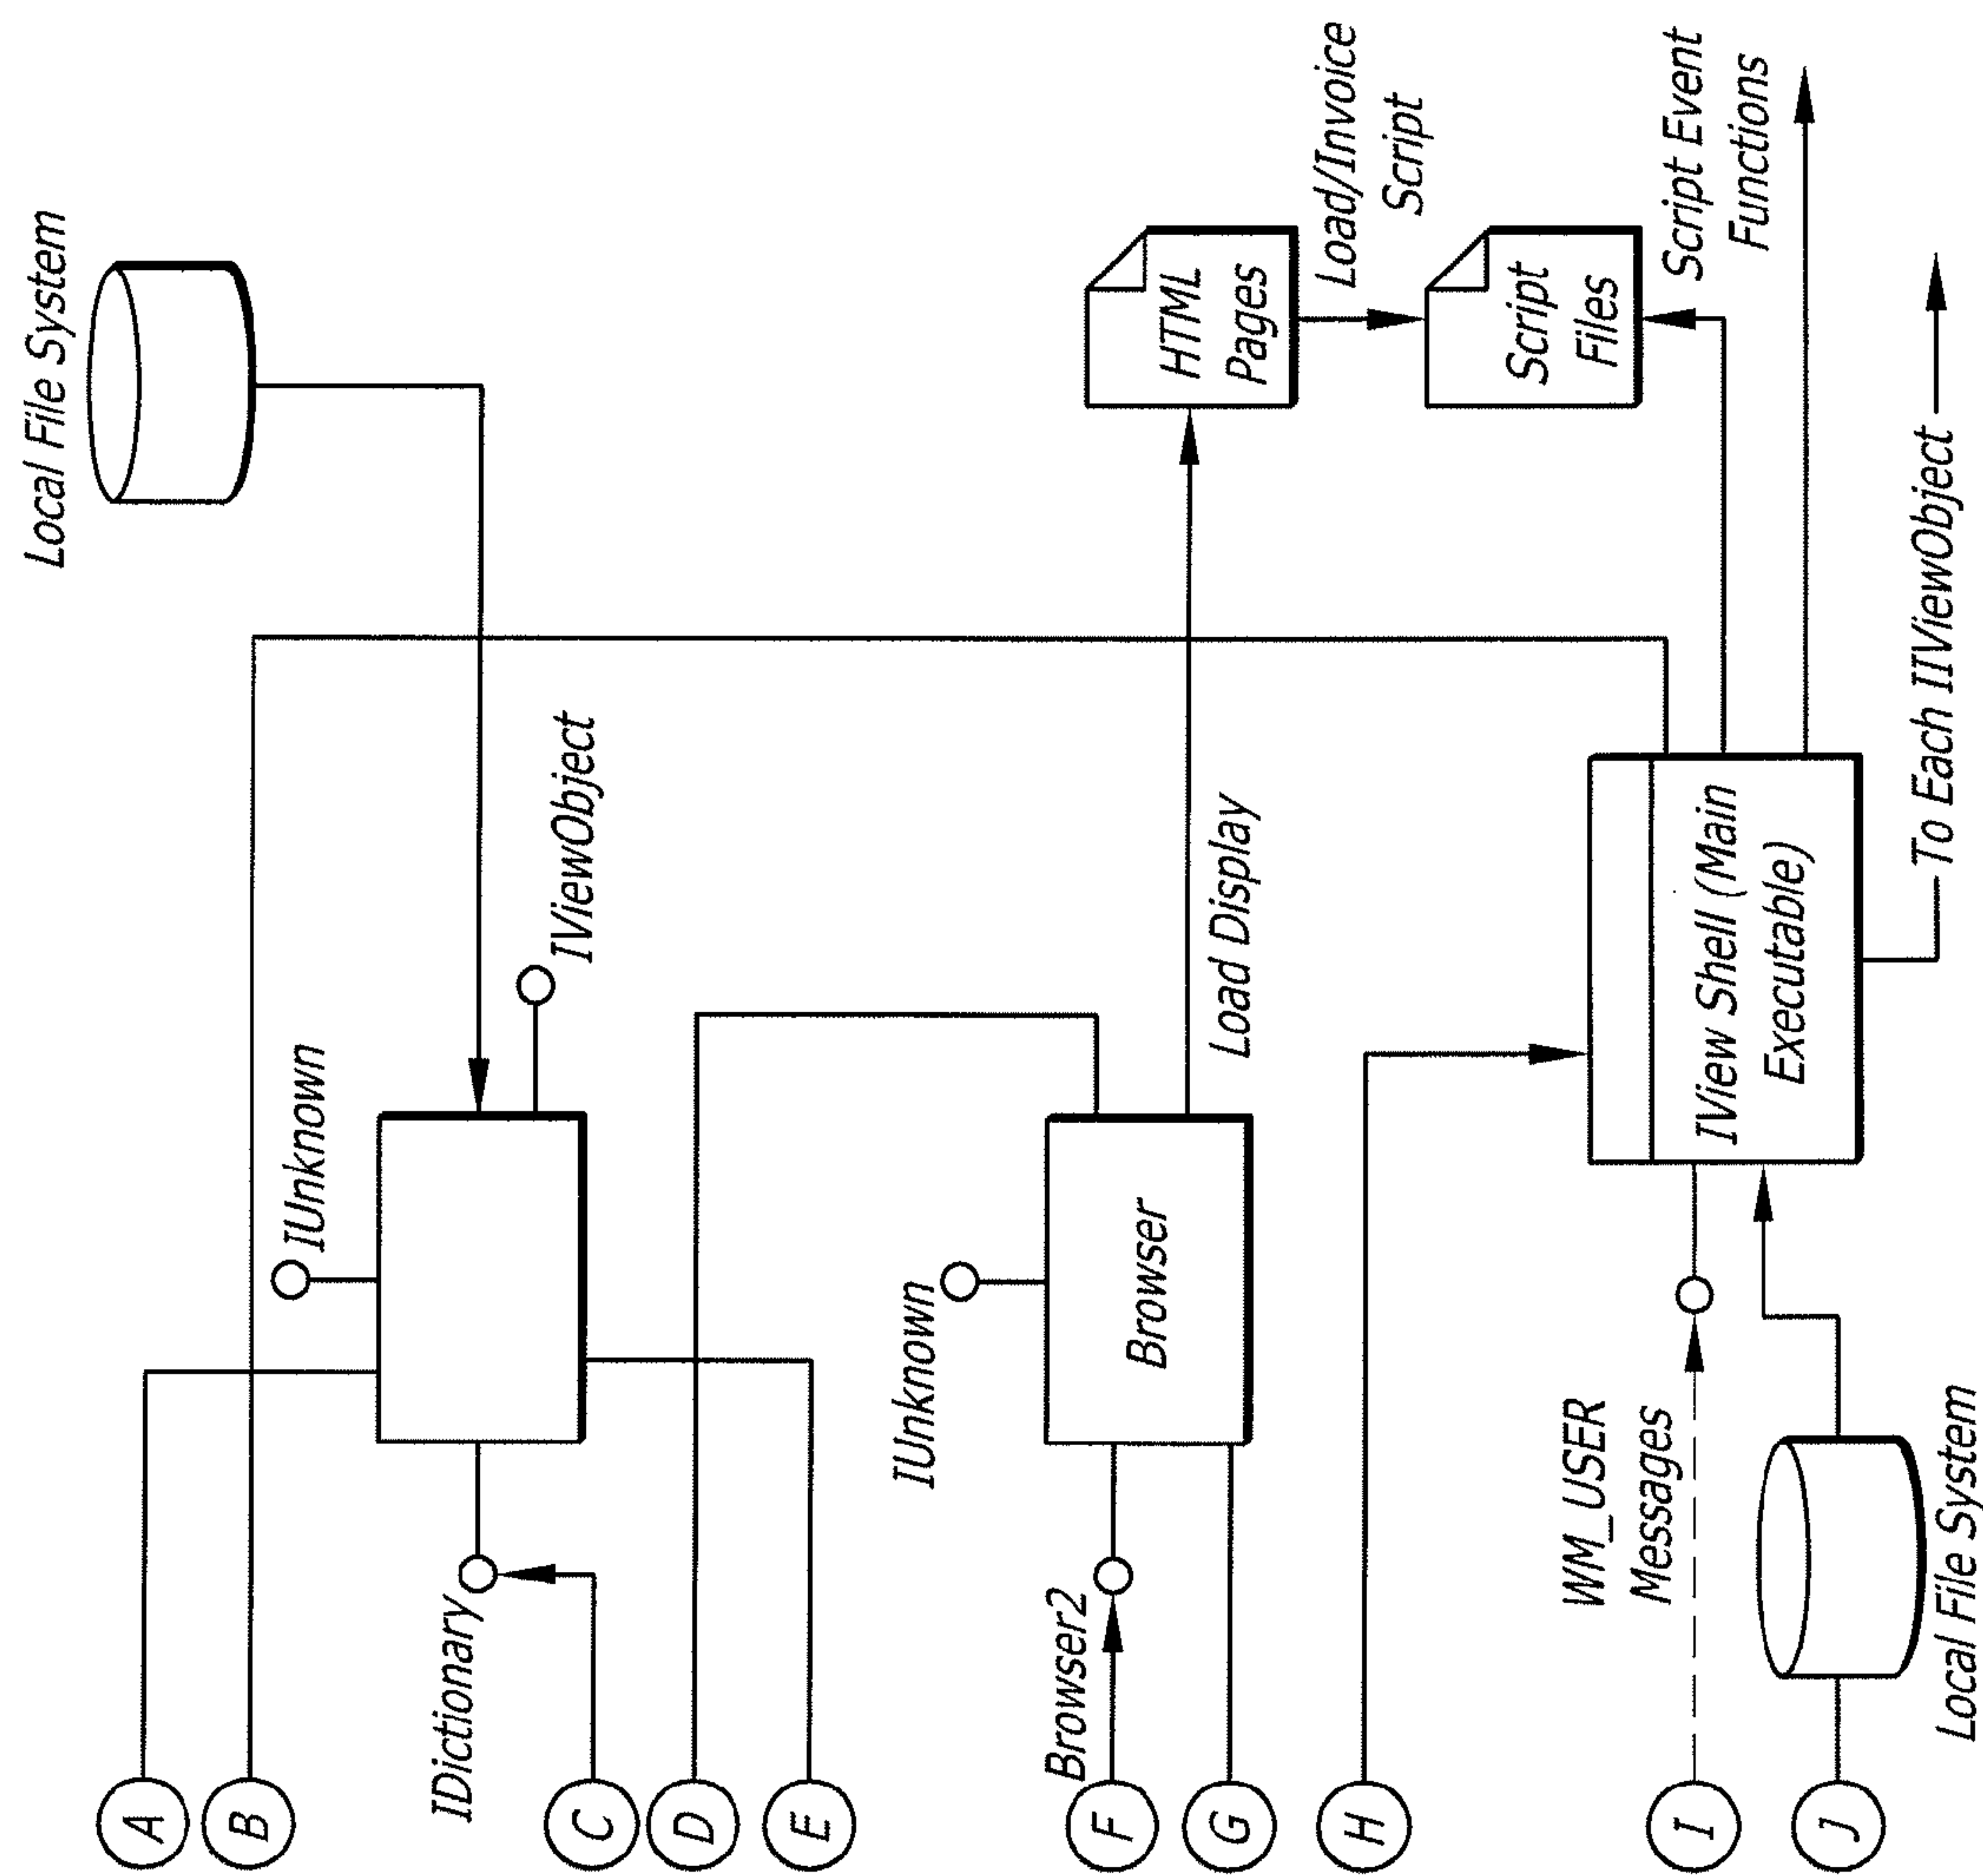 A
B
C
D
E
F
G
H
I
J
Local File System
IUnknown
IViewObject
IDictionary
IUnknown
Browser
Browser2
Load Display
HTML
Pages
Load/Invoice
Script
Script
Files
Script Event
Functions
IView Shell (Main
Executable)
WM_USER
Messages
Local File System
To Each IIViewObject